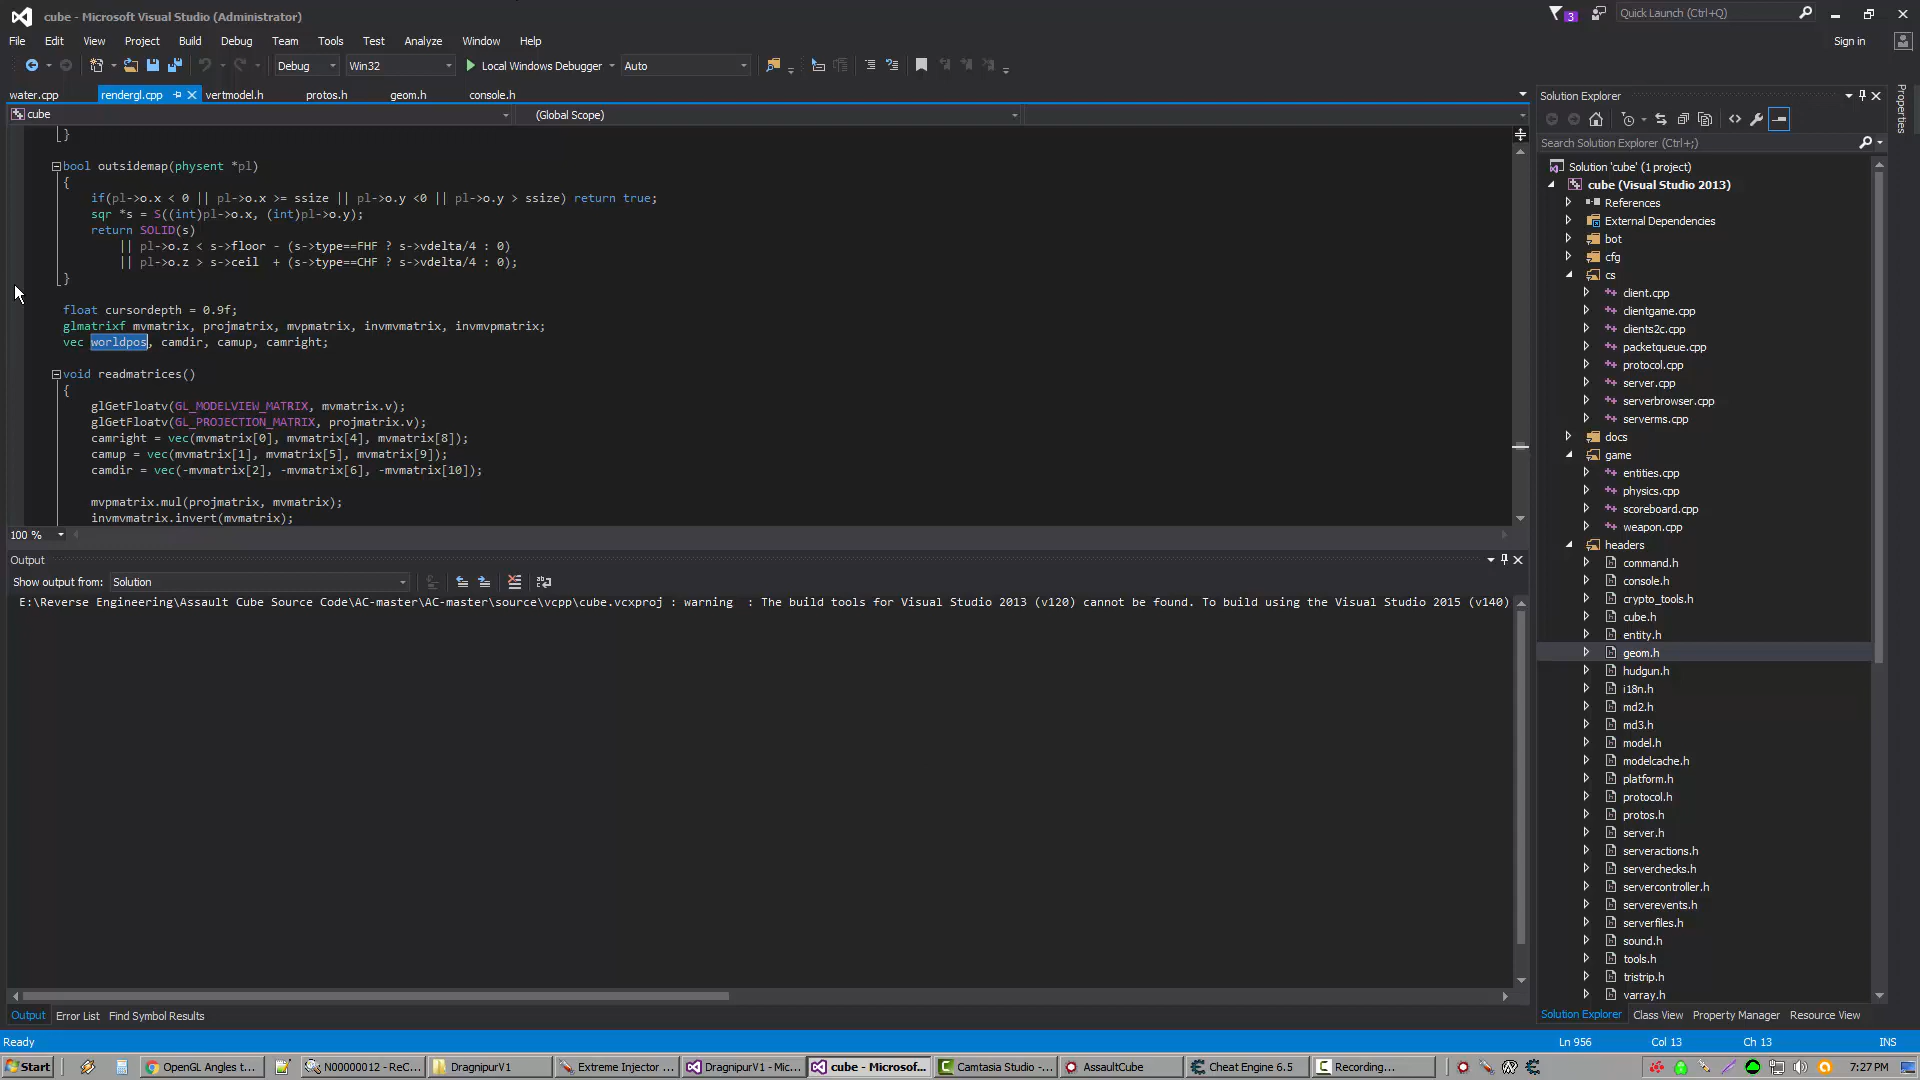 cube - Microsoft Visual Studio (Administrator)
3
Quick Launch (Ctrl+Q)
File Edit View Project Build Debug Team Tools Test Analyze Window Help
Sign in
Debug Win32 Local Windows Debugger Auto
water.cpp rendergl.cpp vertmodel.h protos.h geom.h console.h
cube (Global Scope)
}
bool outsidemap(physent *pl)
{
if(pl->o.x < 0 || pl->o.x >= ssize || pl->o.y <0 || pl->o.y > ssize) return true;
sqr *s = S((int)pl->o.x, (int)pl->o.y);
return SOLID(s)
|| pl->o.z < s->floor - (s->type==FHF ? s->vdelta/4 : 0)
|| pl->o.z > s->ceil + (s->type==CHF ? s->vdelta/4 : 0);
}
float cursordepth = 0.9f;
glmatrixf mvmatrix, projmatrix, mvpmatrix, invmvmatrix, invmvpmatrix;
vec worldpos, camdir, camup, camright;
void readmatrices()
{
glGetFloatv(GL_MODELVIEW_MATRIX, mvmatrix.v);
glGetFloatv(GL_PROJECTION_MATRIX, projmatrix.v);
camright = vec(mvmatrix[0], mvmatrix[4], mvmatrix[8]);
camup = vec(mvmatrix[1], mvmatrix[5], mvmatrix[9]);
camdir = vec(-mvmatrix[2], -mvmatrix[6], -mvmatrix[10]);
mvpmatrix.mul(projmatrix, mvmatrix);
invmvmatrix.invert(mvmatrix);
100 %
Output
Show output from: Solution
E:\Reverse Engineering\Assault Cube Source Code\AC-master\AC-master\source\vcpp\cube.vcxproj : warning : The build tools for Visual Studio 2013 (v120) cannot be found. To build using the Visual Studio 2015 (v140)
Output Error List Find Symbol Results
Solution Explorer
Search Solution Explorer (Ctrl+;)
Solution 'cube' (1 project)
cube (Visual Studio 2013)
References
External Dependencies
bot
cfg
cs
client.cpp
clientgame.cpp
clients2c.cpp
packetqueue.cpp
protocol.cpp
server.cpp
serverbrowser.cpp
serverms.cpp
docs
game
entities.cpp
physics.cpp
scoreboard.cpp
weapon.cpp
headers
command.h
console.h
crypto_tools.h
cube.h
entity.h
geom.h
hudgun.h
i18n.h
md2.h
md3.h
model.h
modelcache.h
platform.h
protocol.h
protos.h
server.h
serveractions.h
serverchecks.h
servercontroller.h
serverevents.h
serverfiles.h
sound.h
tools.h
tristrip.h
varray.h
Solution Explorer Class View Property Manager Resource View
Properties
Ready Ln 956 Col 13 Ch 13 INS
Start OpenGL Angles t... N00000012 - ReC... DragnipurV1 Extreme Injector ... DragnipurV1 - Mic... cube - Microsof... Camtasia Studio -... AssaultCube Cheat Engine 6.5 Recording... 7:27 PM